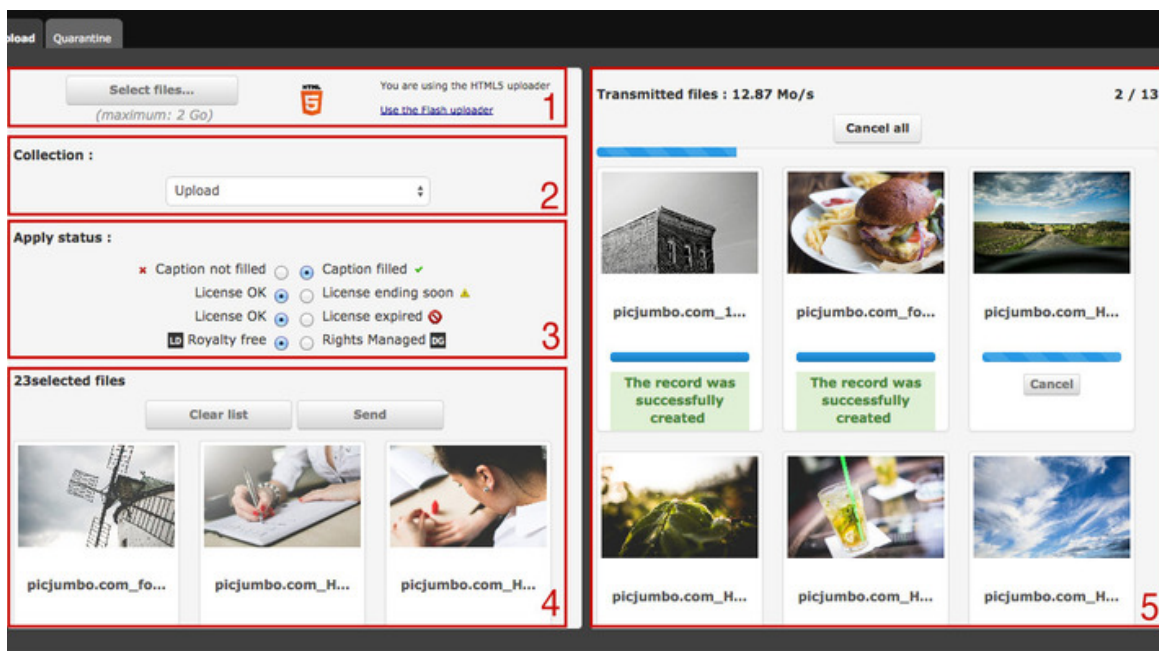 pload Quarantine
Select files...
(maximum: 2 Go)
HTML
5
You are using the HTML5 uploader
Use the Flash uploader
1
Collection :
Upload
2
Apply status :
Caption not filled Caption filled
License OK License ending soon
License OK License expired
LD Royalty free Rights Managed DG
3
23selected files
Clear list Send
picjumbo.com_fo... picjumbo.com_H... picjumbo.com_H...
4
Transmitted files : 12.87 Mo/s 2 / 13
Cancel all
picjumbo.com_1... picjumbo.com_fo... picjumbo.com_H...
The record was
successfully
created
The record was
successfully
created
Cancel
picjumbo.com_H... picjumbo.com_H... picjumbo.com_H...
5